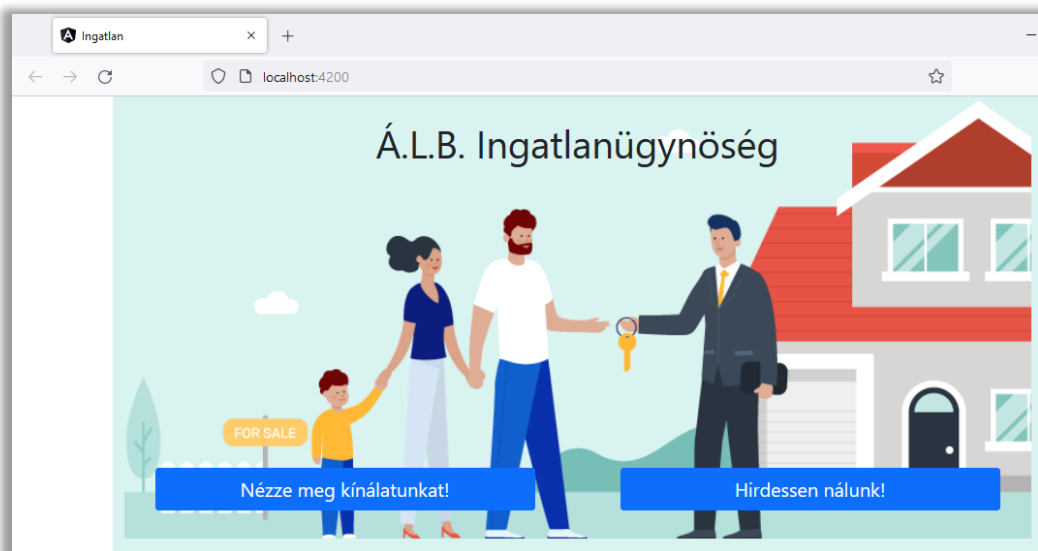 Ingatlan
localhost:4200
Á.L.B. Ingatlanügynöség
FOR SALE
Nézze meg kínálatunkat!
Hirdessen nálunk!